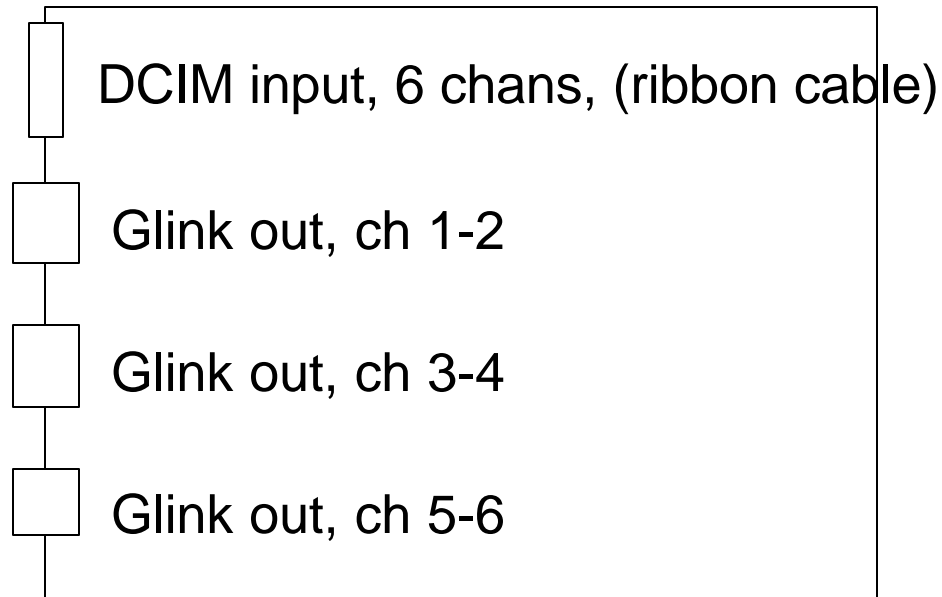 DCIM input, 6 chans, (ribbon cable)
Glink out, ch 1-2
Glink out, ch 3-4
Glink out, ch 5-6